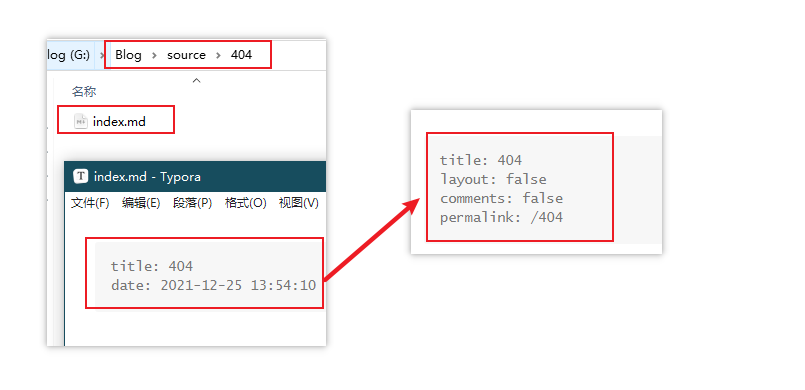 log (G:) > Blog > source > 404
名称
index.md
T index.md - Typora
文件(F) 编辑(E) 段落(P) 格式(O) 视图(V)
title: 404
date: 2021-12-25 13:54:10
title: 404
layout: false
comments: false
permalink: /404